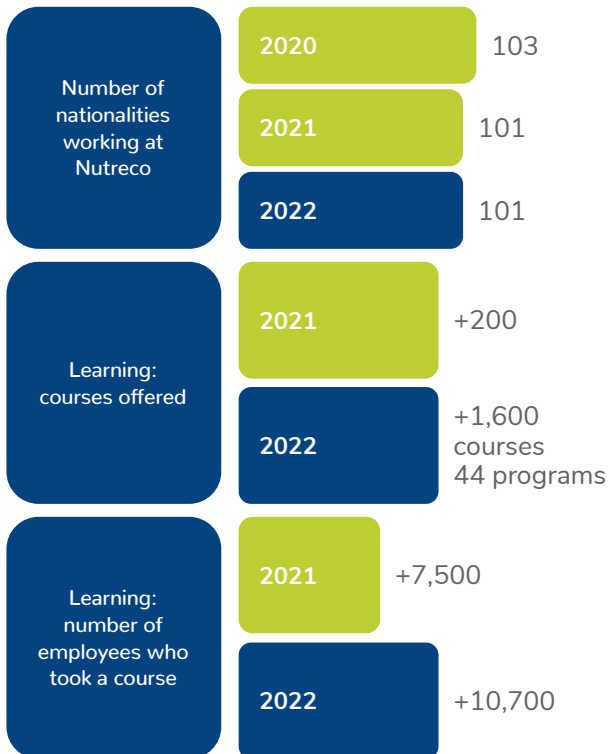 Number of
nationalities
working at
Nutreco
2020
103
2021
101
2022
101
Learning:
courses offered
2021
+200
2022
+1,600
courses
44 programs
Learning:
number of
employees who
took a course
2021
+7,500
2022
+10,700